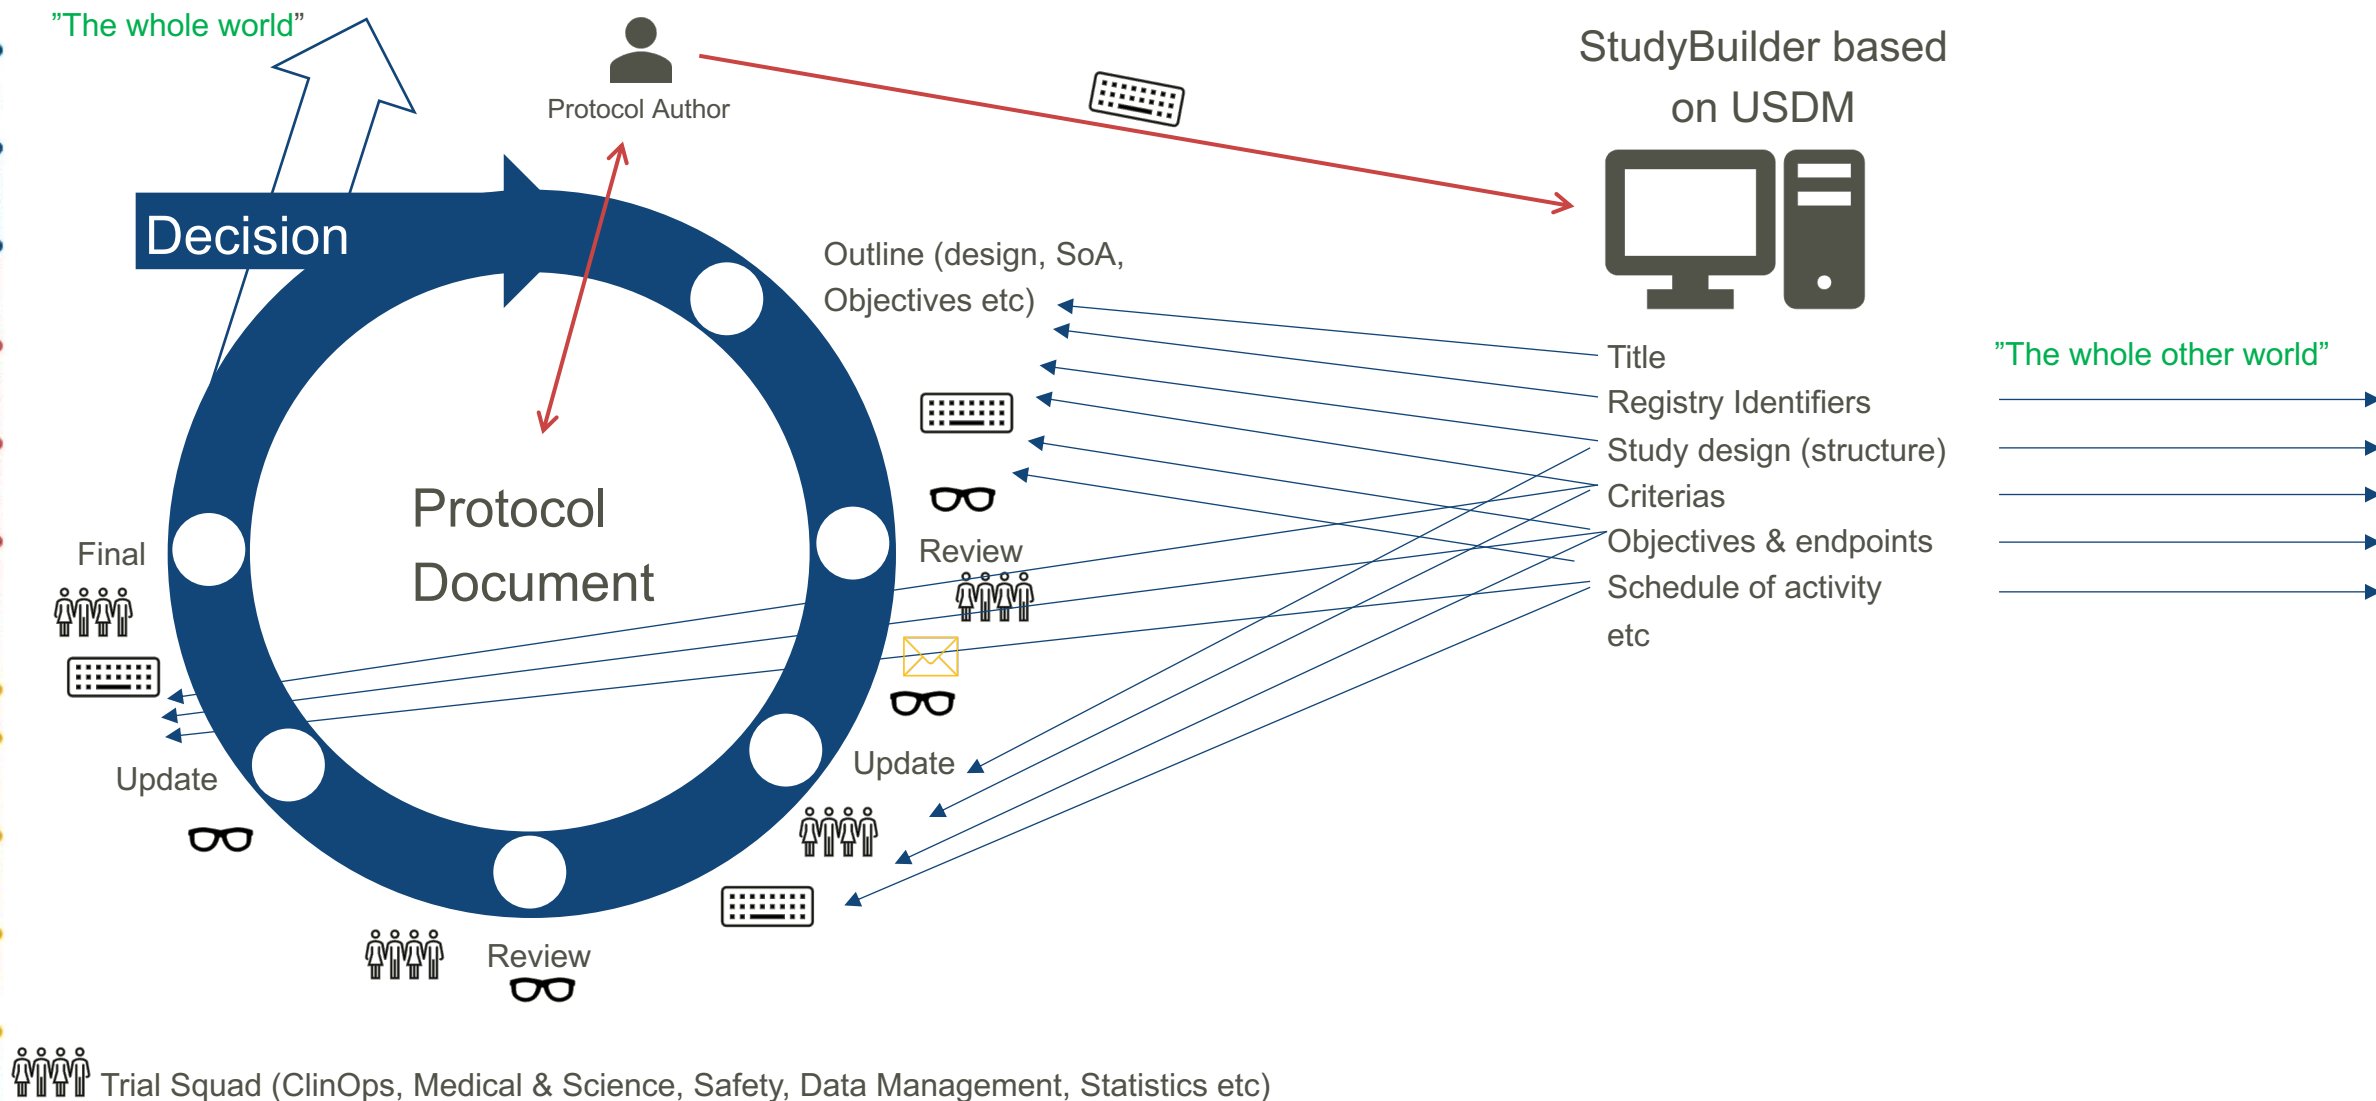 ”The whole world”
Protocol Author
StudyBuilder based
on USDM
Decision
Outline (design, SoA,
Objectives etc)
Title
Registry Identifiers
Study design (structure)
Criterias
Objectives & endpoints
Schedule of activity
etc
”The whole other world”
Protocol
Document
Final
Review
Update
Update
Review
Trial Squad (ClinOps, Medical & Science, Safety, Data Management, Statistics etc)